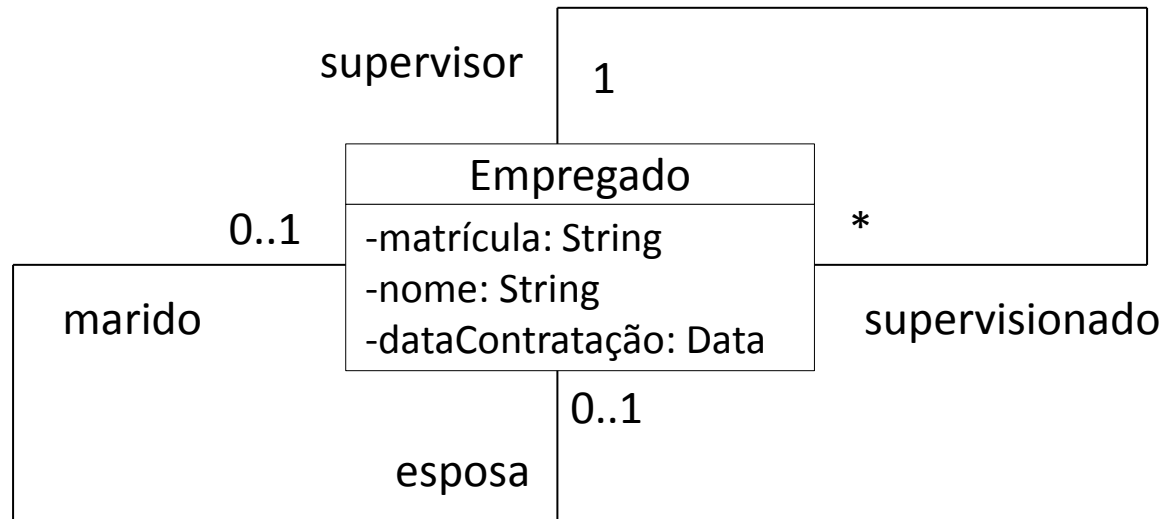 supervisor
1
Empregado
0..1
-matrícula: String
*
-nome: String
marido
supervisionado
-dataContratação: Data
0..1
esposa